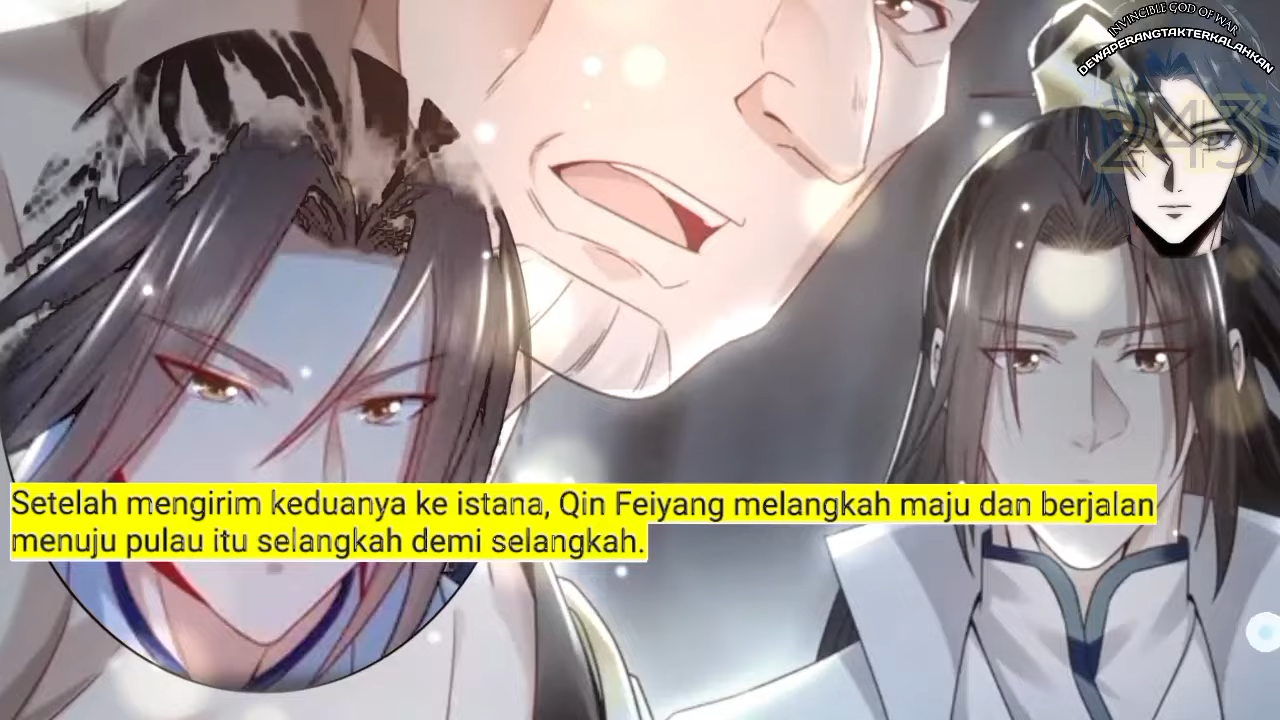 INVINCIBLE GOD OF WAR
DEWAPERANGTAKTERKALAHKAN
243
Setelah mengirim keduanya ke istana, Qin Feiyang melangkah maju dan berjalan
menuju pulau itu selangkah demi selangkah.